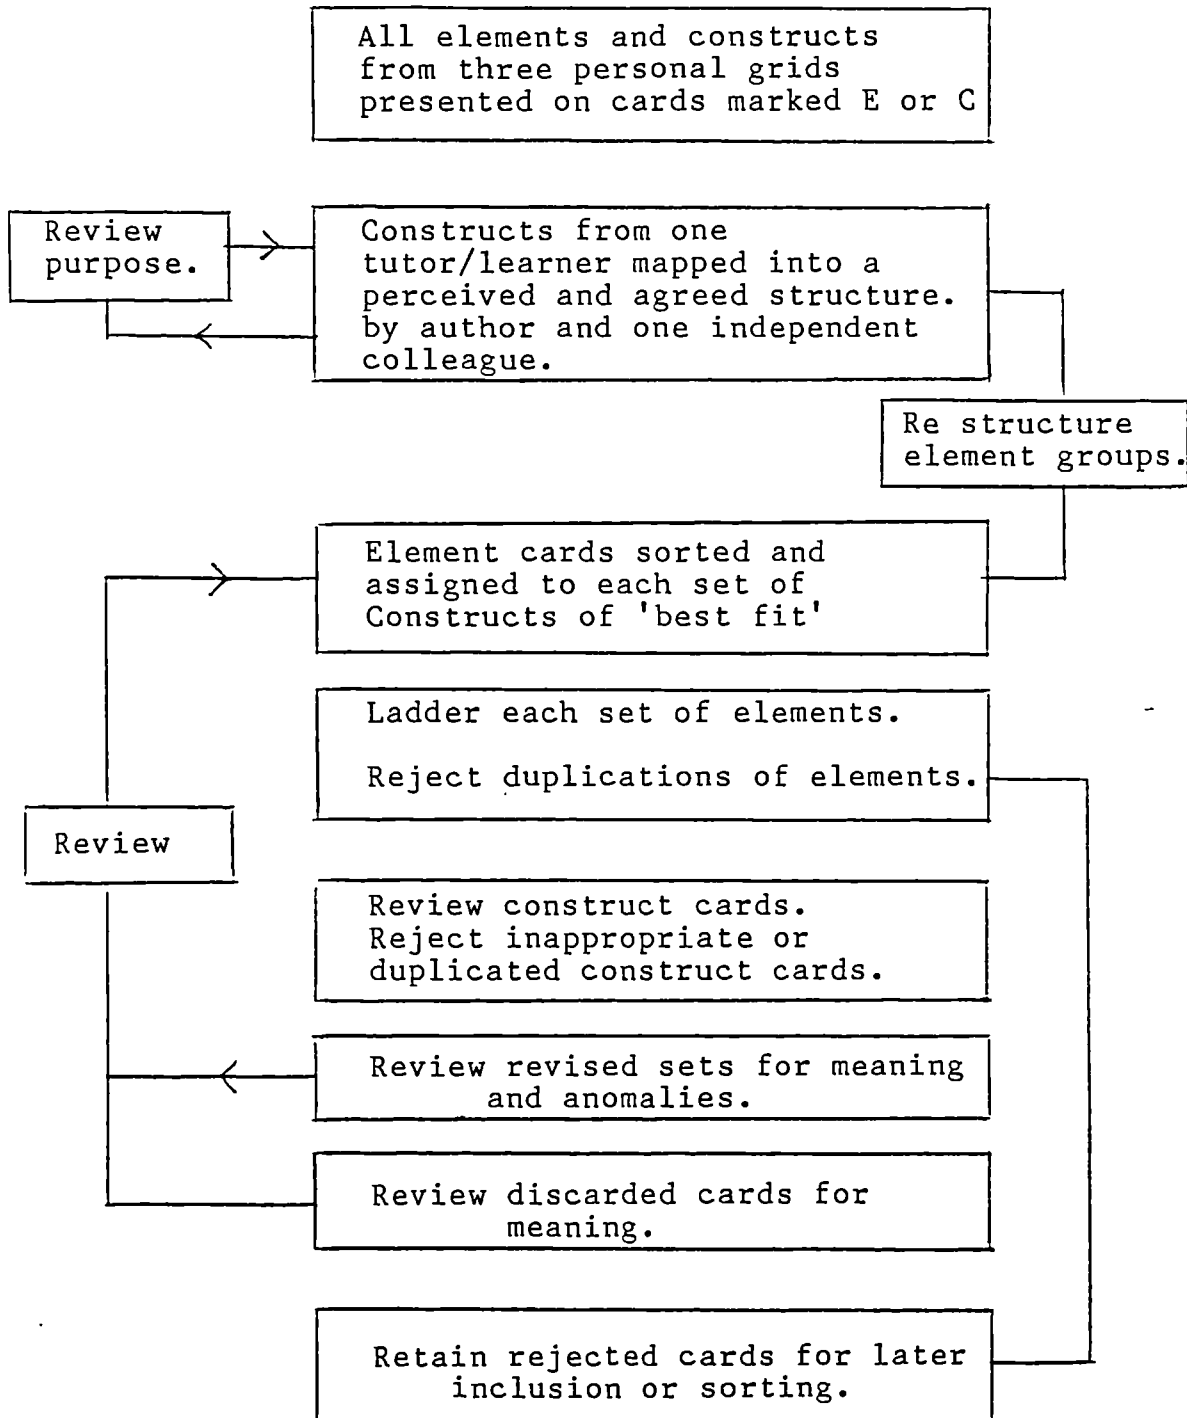 All elements and constructs
from three personal grids
presented on cards marked E or C
Review
purpose.
Constructs from one
tutor/learner mapped into a
perceived and agreed structure.
by author and one independent
colleague.
Re structure
element groups.
Element cards sorted and
assigned to each set of
Constructs of 'best fit'
Ladder each set of elements.
Reject duplications of elements.
Review
Review construct cards.
Reject inappropriate or
duplicated construct cards.
Review revised sets for meaning
and anomalies.
Review discarded cards for
meaning.
Retain rejected cards for later
inclusion or sorting.